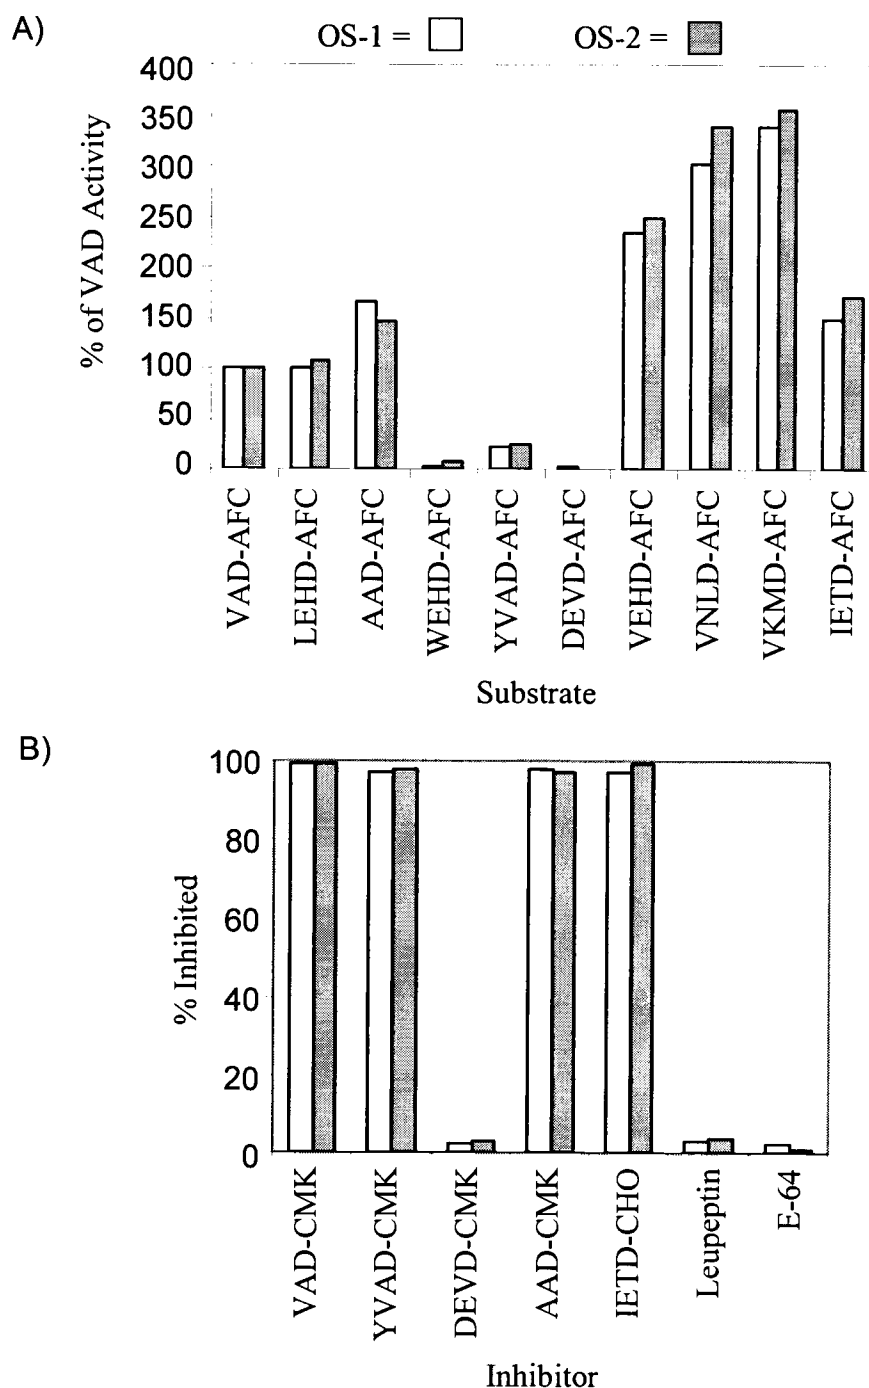 A)
OS-1 =
OS-2 =
% of VAD Activity
400
350
300
250
200
150
100
50
0
VAD-AFC
LEHD-AFC
AAD-AFC
WEHD-AFC
YVAD-AFC
DEVD-AFC
VEHD-AFC
VNLD-AFC
VKMD-AFC
IETD-AFC
Substrate
B)
% Inhibited
100
80
60
40
20
0
VAD-CMK
YVAD-CMK
DEVD-CMK
AAD-CMK
IETD-CHO
Leupeptin
E-64
Inhibitor